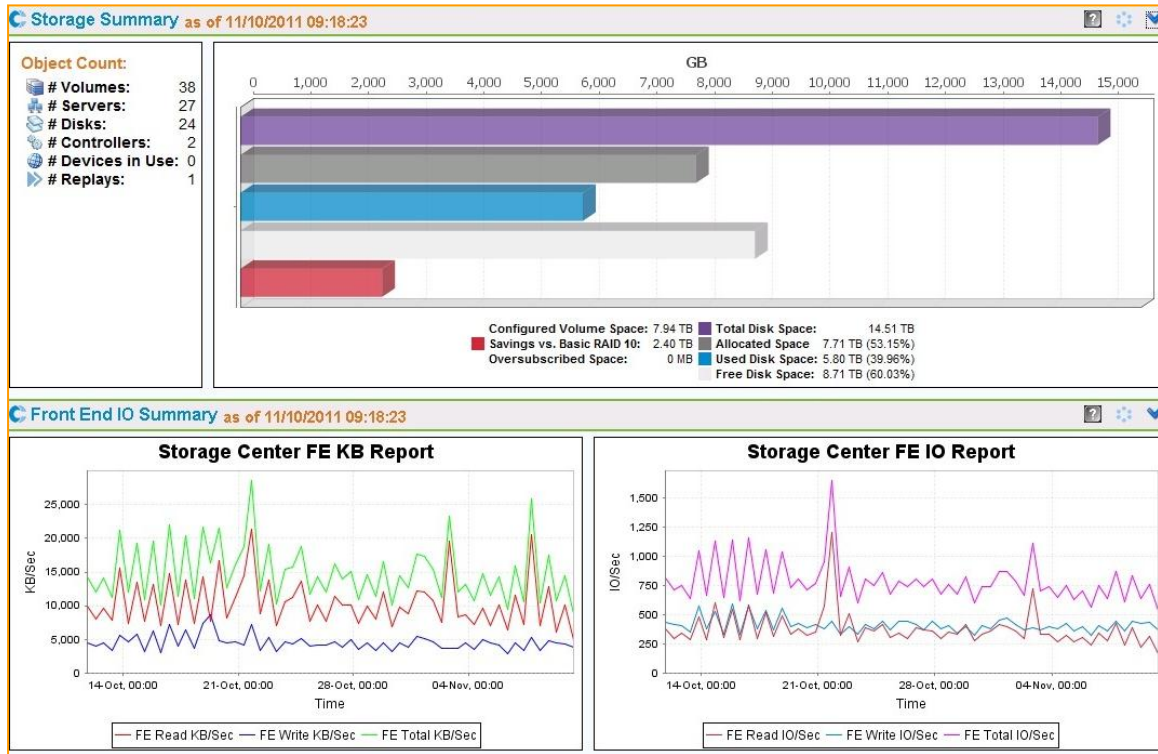 Storage Summary as of 11/10/2011 09:18:23
?
Object Count:
# Volumes: 38
# Servers: 27
# Disks: 24
# Controllers: 2
# Devices in Use: 0
# Replays: 1
GB
0 1,000 2,000 3,000 4,000 5,000 6,000 7,000 8,000 9,000 10,000 11,000 12,000 13,000 14,000 15,000
Configured Volume Space: 7.94 TB Total Disk Space: 14.51 TB
Savings vs. Basic RAID 10: 2.40 TB Allocated Space 7.71 TB (53.15%)
Oversubscribed Space: 0 MB Used Disk Space: 5.80 TB (39.96%)
Free Disk Space: 8.71 TB (60.03%)
Front End IO Summary as of 11/10/2011 09:18:23
?
Storage Center FE KB Report
KB/Sec
25,000
20,000
15,000
10,000
5,000
0
14-Oct, 00:00 21-Oct, 00:00 28-Oct, 00:00 04-Nov, 00:00
Time
FE Read KB/Sec FE Write KB/Sec FE Total KB/Sec
Storage Center FE IO Report
IO/Sec
1,500
1,250
1,000
750
500
250
0
14-Oct, 00:00 21-Oct, 00:00 28-Oct, 00:00 04-Nov, 00:00
Time
FE Read IO/Sec FE Write IO/Sec FE Total IO/Sec